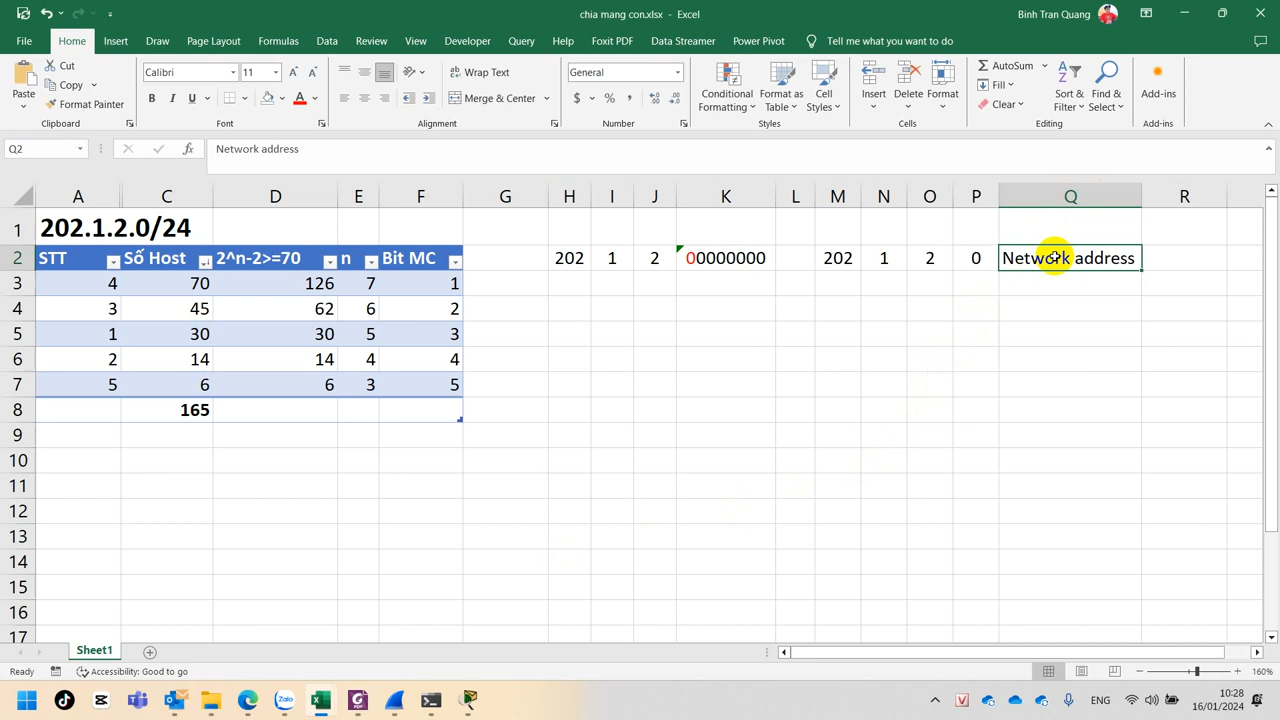 chia mang con.xlsx - Excel
Binh Tran Quang
File Home Insert Draw Page Layout Formulas Data Review View Developer Query Help Foxit PDF Data Streamer Power Pivot Tell me what you want to do
Paste
Cut
Copy
Format Painter
Clipboard
Calibri 11 A A
B I U A
Font
Wrap Text
Merge & Center
Alignment
General
$ % ,
Number
Conditional Formatting
Format as Table
Cell Styles
Styles
Insert
Delete
Format
Cells
AutoSum
Fill
Clear
Sort & Filter
Find & Select
Editing
Add-ins
Add-ins
Q2 fx Network address
A C D E F G H I J K L M N O P Q R
1 202.1.2.0/24
2 STT Số Host 2^n-2>=70 n Bit MC 202 1 2 00000000 202 1 2 0 Network address
3 4 70 126 7 1
4 3 45 62 6 2
5 1 30 30 5 3
6 2 14 14 4 4
7 5 6 6 3 5
8 165
9
10
11
12
13
14
15
16
17
Sheet1
Ready Accessibility: Good to go 160%
ENG 10:28
16/01/2024